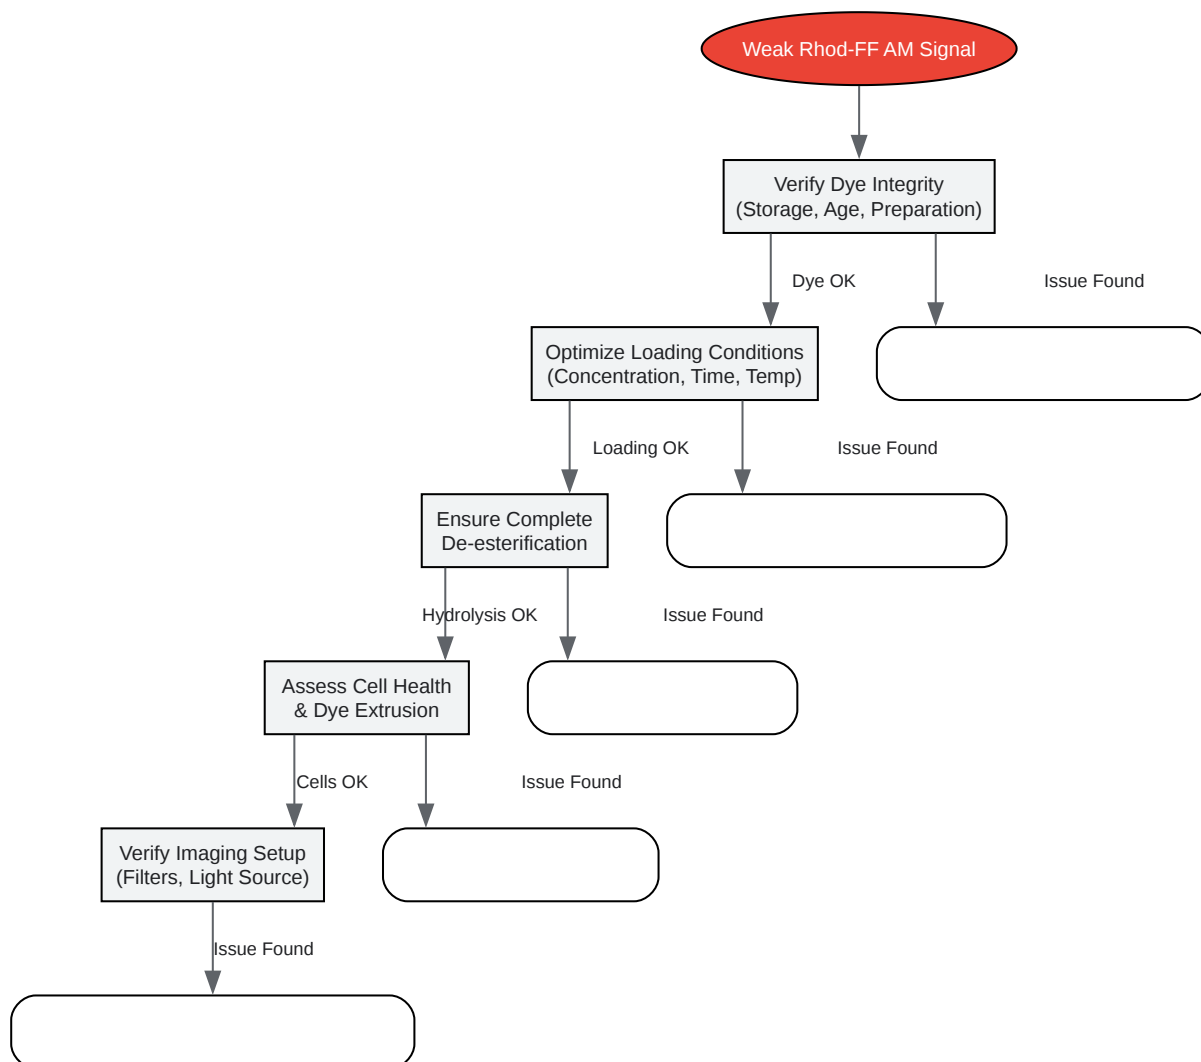 Weak Rhod-FF AM Signal
Verify Dye Integrity
(Storage, Age, Preparation)
Dye OK
Issue Found
Optimize Loading Conditions
(Concentration, Time, Temp)
Loading OK
Issue Found
Ensure Complete
De-esterification
Hydrolysis OK
Issue Found
Assess Cell Health
& Dye Extrusion
Cells OK
Issue Found
Verify Imaging Setup
(Filters, Light Source)
Issue Found